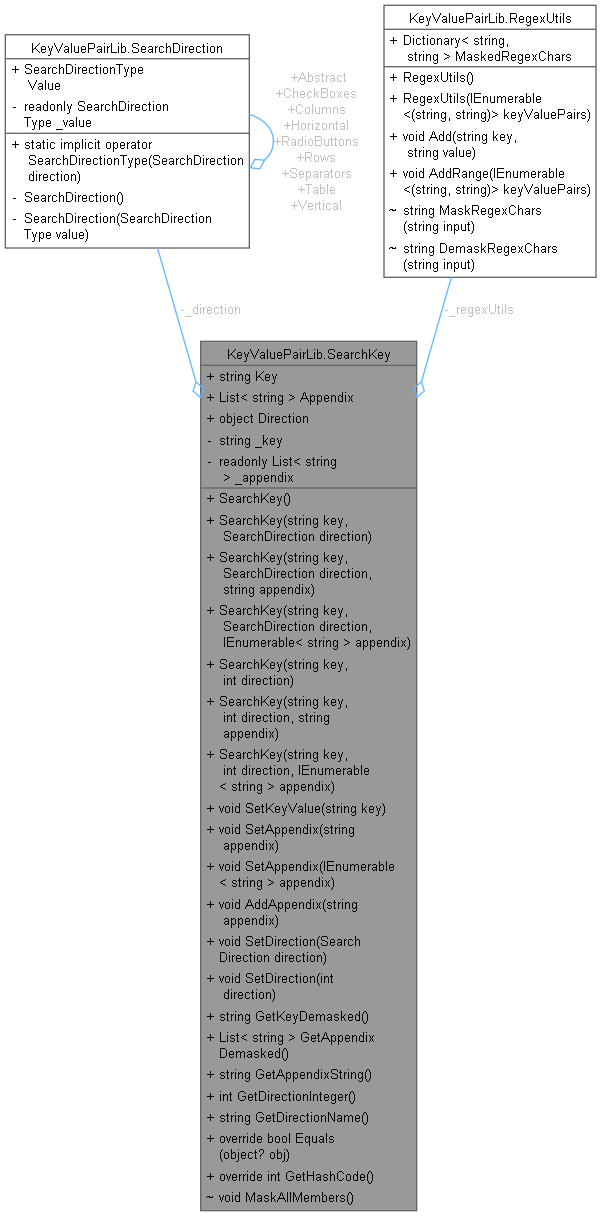 KeyValuePairLib.SearchDirection
+ SearchDirectionType
Value
- readonly SearchDirection
Type _value
+ static implicit operator
SearchDirectionType(SearchDirection
direction)
- SearchDirection()
- SearchDirection(SearchDirection
Type value)
+Abstract
+CheckBoxes
+Columns
+Horizontal
+RadioButtons
+Rows
+Separators
+Table
+Vertical
KeyValuePairLib.RegexUtils
+ Dictionary< string,
string > MaskedRegexChars
+ RegexUtils()
+ RegexUtils(IEnumerable
<(string, string)> keyValuePairs)
+ void Add(string key,
string value)
+ void AddRange(IEnumerable
<(string, string)> keyValuePairs)
~ string MaskRegexChars
(string input)
~ string DemaskRegexChars
(string input)
-_direction
-_regexUtils
KeyValuePairLib.SearchKey
+ string Key
+ List< string > Appendix
+ object Direction
- string _key
- readonly List< string
> _appendix
+ SearchKey()
+ SearchKey(string key,
SearchDirection direction)
+ SearchKey(string key,
SearchDirection direction,
string appendix)
+ SearchKey(string key,
SearchDirection direction,
IEnumerable< string > appendix)
+ SearchKey(string key,
int direction)
+ SearchKey(string key,
int direction, string
appendix)
+ SearchKey(string key,
int direction, IEnumerable
< string > appendix)
+ void SetKeyValue(string key)
+ void SetAppendix(string
appendix)
+ void SetAppendix(IEnumerable
< string > appendix)
+ void AddAppendix(string
appendix)
+ void SetDirection(Search
Direction direction)
+ void SetDirection(int
direction)
+ string GetKeyDemasked()
+ List< string > GetAppendix
Demasked()
+ string GetAppendixString()
+ int GetDirectionInteger()
+ string GetDirectionName()
+ override bool Equals
(object? obj)
+ override int GetHashCode()
~ void MaskAllMembers()